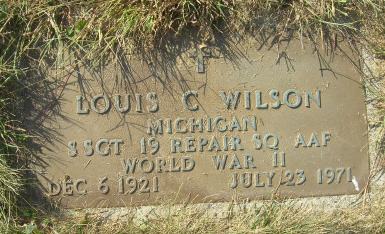 LOUIS C WILSON
MICHIGAN
S SGT 19 REPAIR SQ AAF
WORLD WAR II
DEC 6 1921 JULY 23 1971